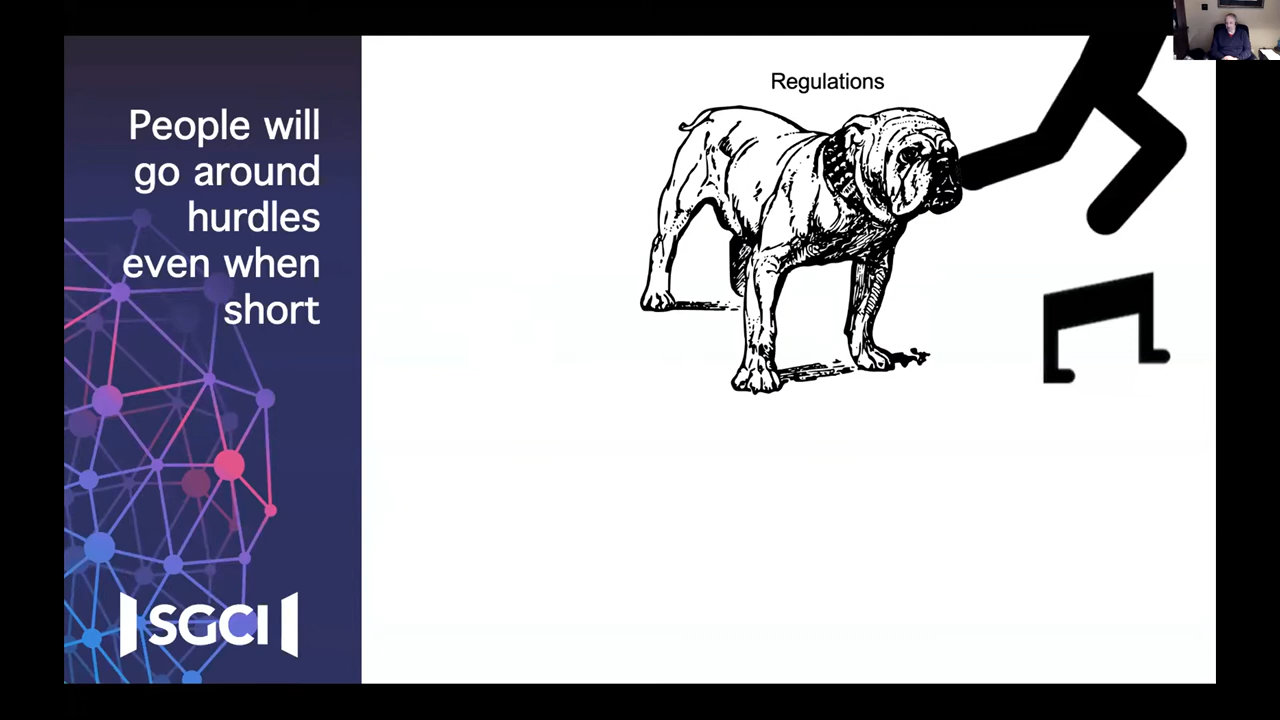 People will
go around
hurdles
even when
short
Regulations
SGCI